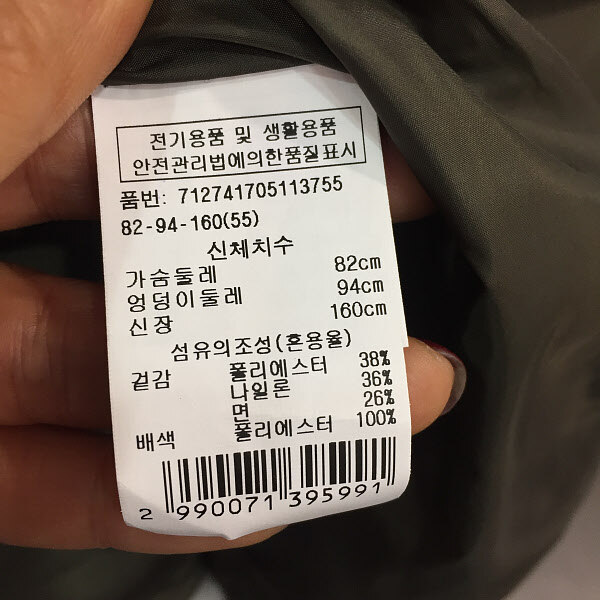 전기용품 및 생활용품
안전관리법에의한품질표시
품번: 712741705113755
82-94-160(55)
신체치수
가슴둘레 82cm
엉덩이둘레 94cm
신장 160cm
섬유의조성(혼용율)
겉감 폴리에스터 38%
나일론 36%
면 26%
배색 폴리에스터 100%
2 990071 395991